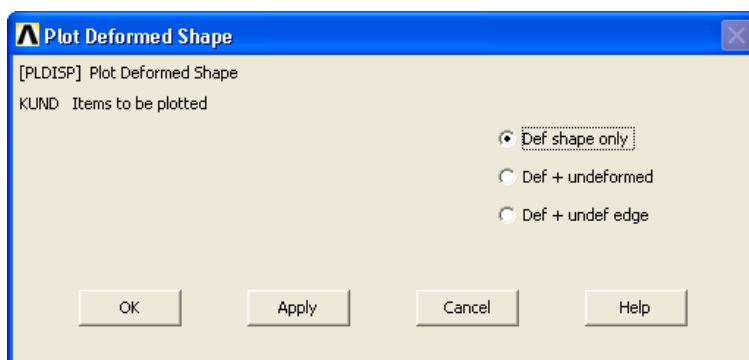 Plot Deformed Shape
[PLDISP] Plot Deformed Shape
KUND Items to be plotted
Def shape only
Def + undeformed
Def + undef edge
OK Apply Cancel Help